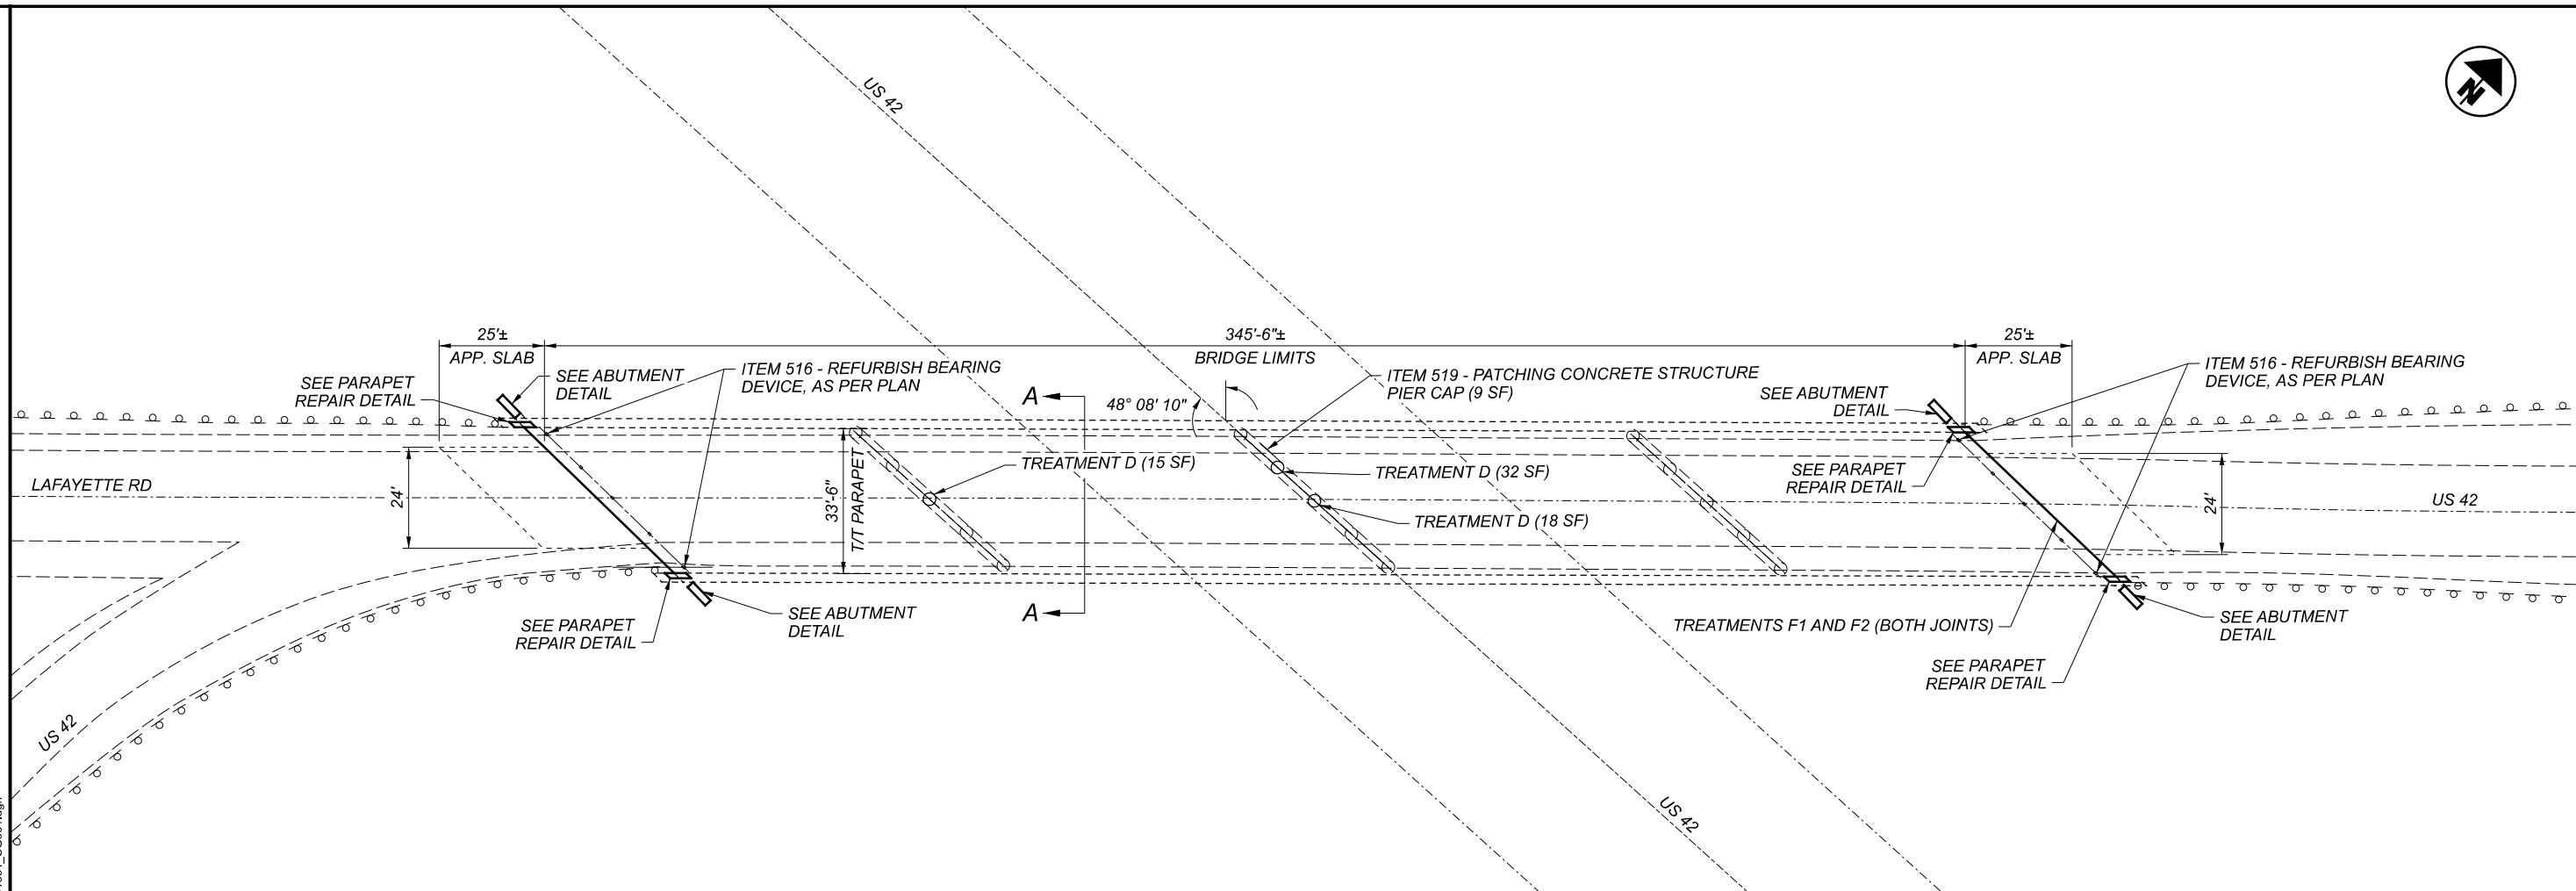 US 42
N
25'±
APP. SLAB
345'-6"±
BRIDGE LIMITS
25'±
APP. SLAB
SEE PARAPET
REPAIR DETAIL
SEE ABUTMENT
DETAIL
ITEM 516 - REFURBISH BEARING
DEVICE, AS PER PLAN
A
48° 08' 10"
ITEM 519 - PATCHING CONCRETE STRUCTURE
PIER CAP (9 SF)
SEE ABUTMENT
DETAIL
ITEM 516 - REFURBISH BEARING
DEVICE, AS PER PLAN
LAFAYETTE RD
24'
33'-6"
T/T PARAPET
TREATMENT D (15 SF)
TREATMENT D (32 SF)
TREATMENT D (18 SF)
SEE PARAPET
REPAIR DETAIL
24'
US 42
A
SEE PARAPET
REPAIR DETAIL
SEE ABUTMENT
DETAIL
TREATMENTS F1 AND F2 (BOTH JOINTS)
SEE PARAPET
REPAIR DETAIL
SEE ABUTMENT
DETAIL
US 42
US 42